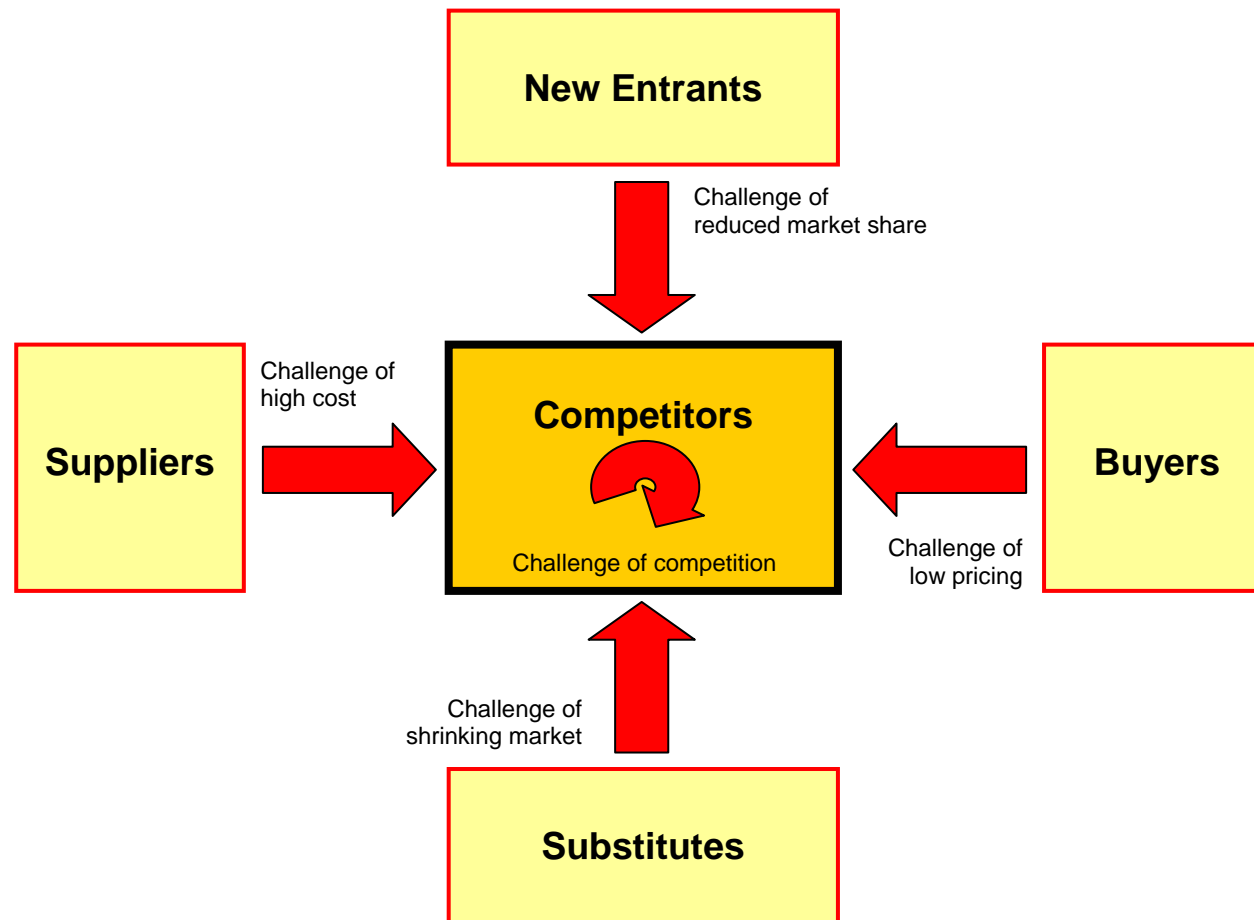 New Entrants
Challenge of
reduced market share
Challenge of
high cost
Suppliers
Competitors
Challenge of competition
Buyers
Challenge of
low pricing
Challenge of
shrinking market
Substitutes